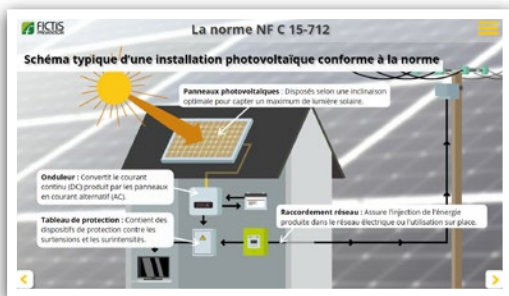 FICTIS
La norme NF C 15-712
Schéma typique d'une installation photovoltaïque conforme à la norme
Panneaux photovoltaïques : Disposés selon une inclinaison
optimale pour capter un maximum de lumière solaire.
Onduleur : Convertit le courant
continu (DC) produit par les panneaux
en courant alternatif (AC).
Tableau de protection : Contient des
dispositifs de protection contre les
surtensions et les surintensités.
Raccordement réseau : Assure l'injection de l'énergie
produite dans le réseau électrique ou l'utilisation sur place.